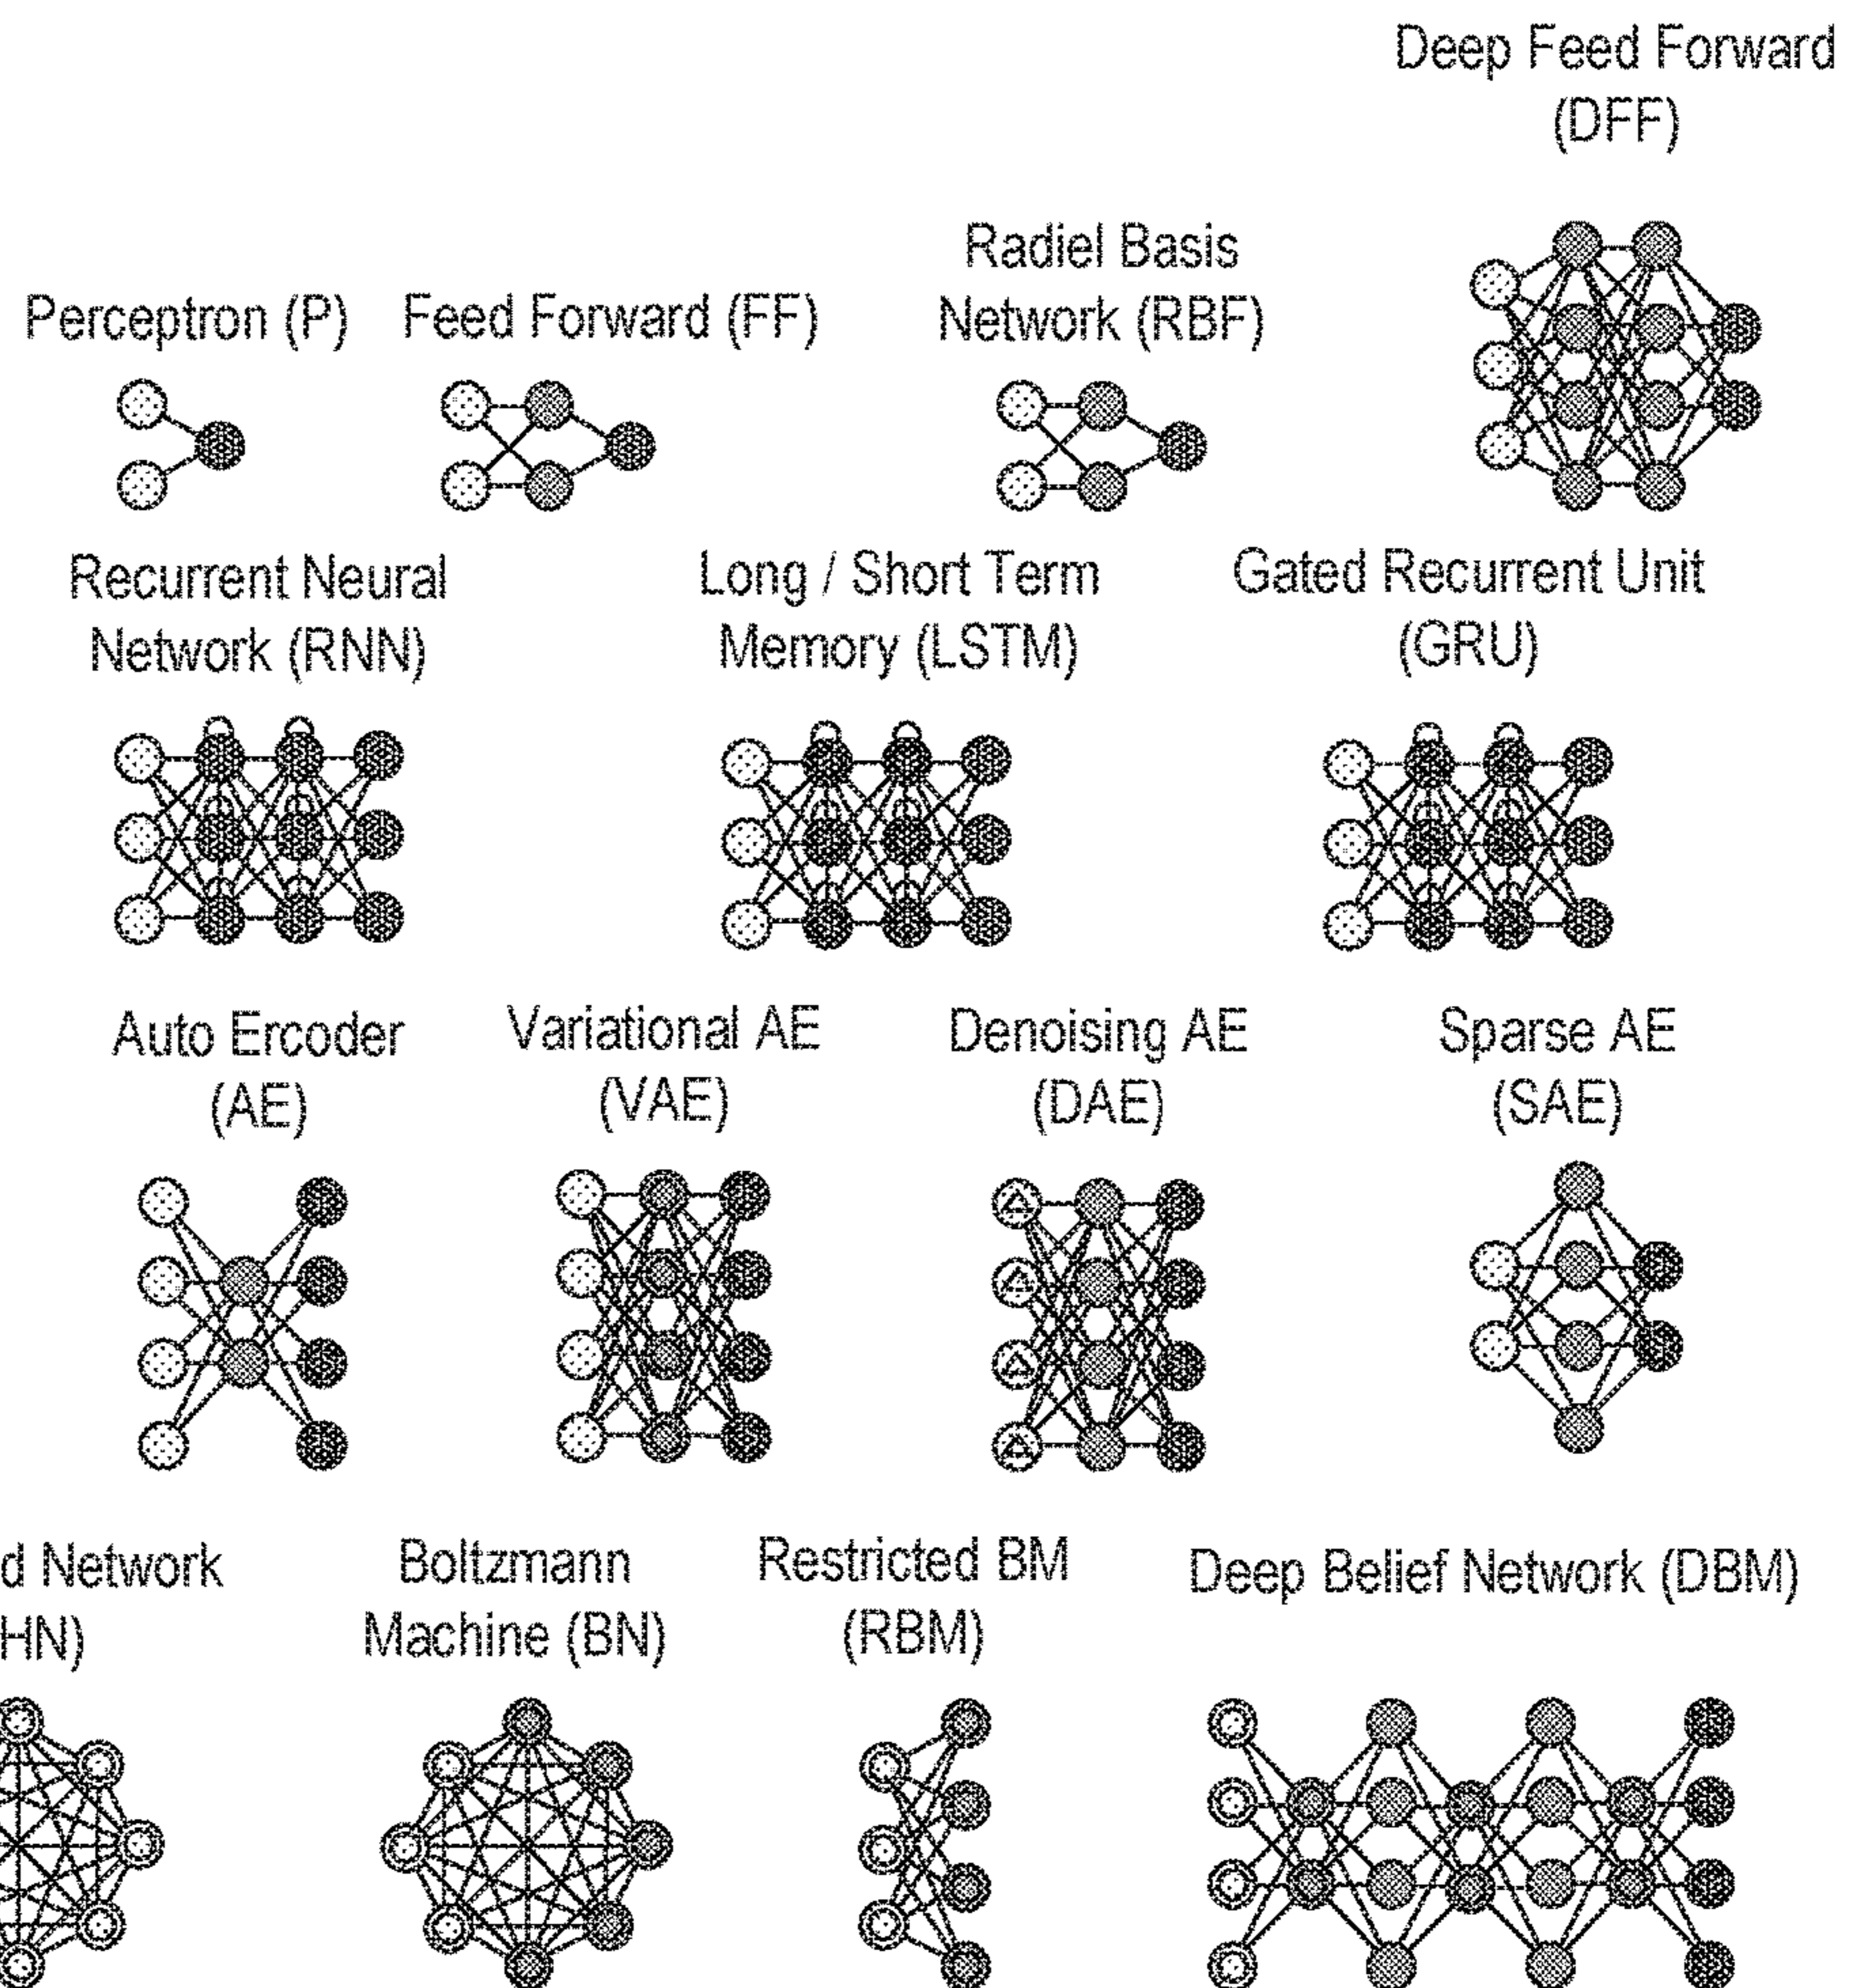 Deep Feed Forward
(DFF)
Radiel Basis
Network (RBF)
Perceptron (P)
Feed Forward (FF)
Recurrent Neural
Network (RNN)
Long / Short Term
Memory (LSTM)
Gated Recurrent Unit
(GRU)
Auto Ercoder
(AE)
Variational AE
(VAE)
Denoising AE
(DAE)
Sparse AE
(SAE)
d Network
HN)
Boltzmann
Machine (BN)
Restricted BM
(RBM)
Deep Belief Network (DBM)